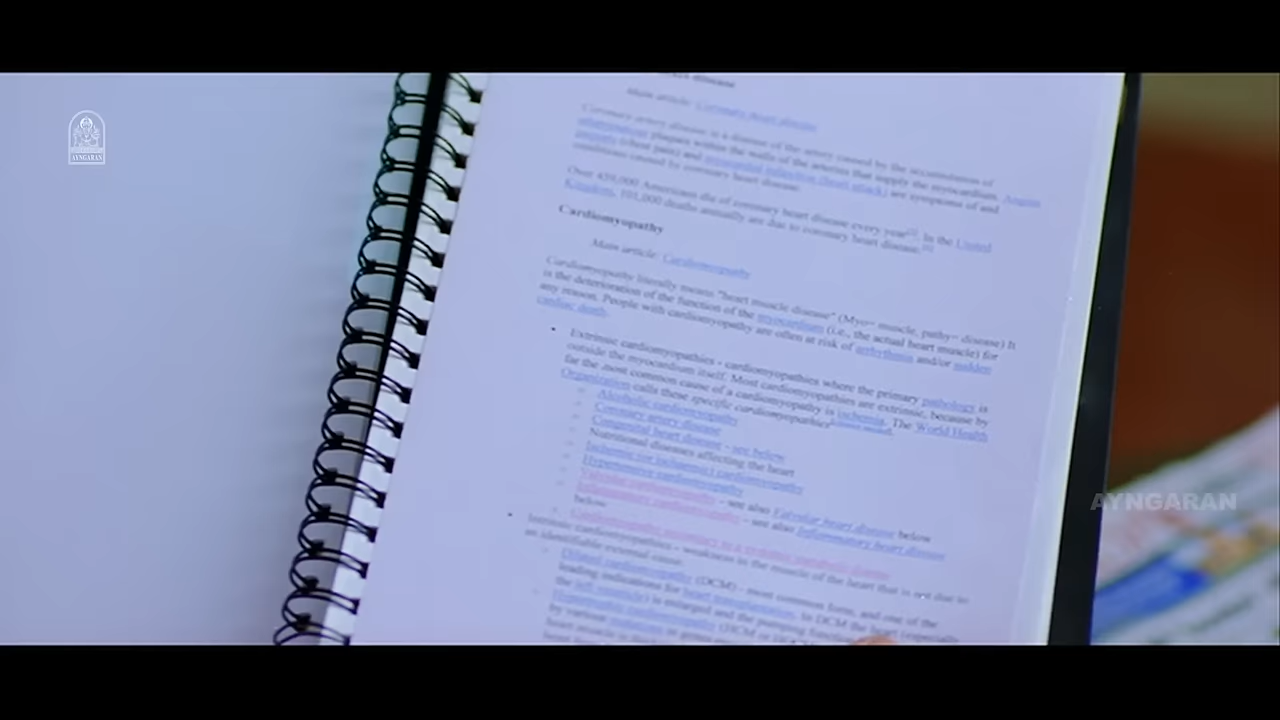 AYNGARAN
Main article: Coronary heart disease
Coronary artery disease is a disease of the artery caused by the accumulation of
plaques within the walls of the arteries that supply the myocardium. Angina
(chest pain) and myocardial infarction (heart attack) are symptoms of and
conditions caused by coronary heart disease.
Over 459,000 Americans die of coronary heart disease every year. In the United
Kingdom, 101,000 deaths annually are due to coronary heart disease.
Cardiomyopathy
Main article: Cardiomyopathy
Cardiomyopathy literally means "heart muscle disease" (Myo= muscle, pathy= disease) It
is the deterioration of the function of the myocardium (i.e., the actual heart muscle) for
any reason. People with cardiomyopathy are often at risk of arrhythmia and/or sudden
cardiac death.
• Extrinsic cardiomyopathies - cardiomyopathies where the primary pathology is
outside the myocardium itself. Most cardiomyopathies are extrinsic, because by
far the most common cause of a cardiomyopathy is ischemia. The World Health
Organization calls these specific cardiomyopathies
Alcoholic cardiomyopathy
Coronary artery disease
Congenital heart disease - see below
Nutritional diseases affecting the heart
Ischemic (or ischaemic) cardiomyopathy
Hypertensive cardiomyopathy
- see also Valvular heart disease below
- see also Inflammatory heart disease
below
Intrinsic cardiomyopathies - weakness in the muscle of the heart that is not due to
an identifiable external cause.
Dilated cardiomyopathy (DCM) - most common form, and one of the
leading indications for heart transplantation. In DCM the heart (especially
the left ventricle) is enlarged and the pumping function
AYNGARAN